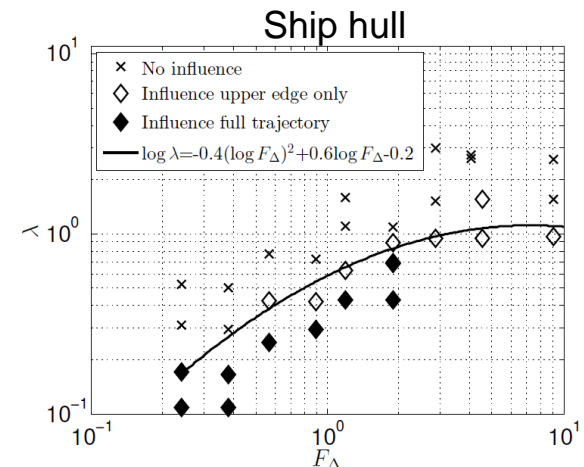 Ship hull
10^1
No influence
Influence upper edge only
Influence full trajectory
log λ=-0.4(log F_Δ)^2+0.6log F_Δ-0.2
λ
10^0
10^-1
10^-1 10^0 10^1
F_Δ